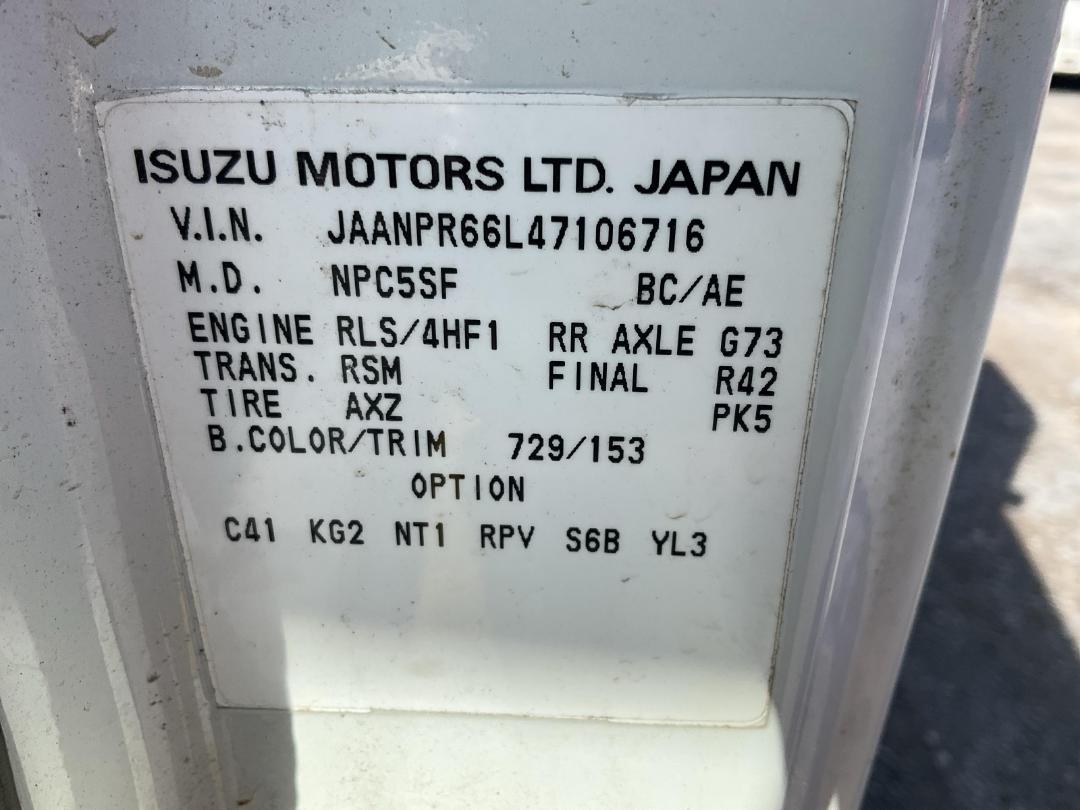 ISUZU MOTORS LTD. JAPAN
V.I.N. JAANPR66L47106716
M.D. NPC5SF BC/AE
ENGINE RLS/4HF1 RR AXLE G73
TRANS. RSM FINAL R42
TIRE AXZ PK5
B.COLOR/TRIM 729/153
OPTION
C41 KG2 NT1 RPV S6B YL3